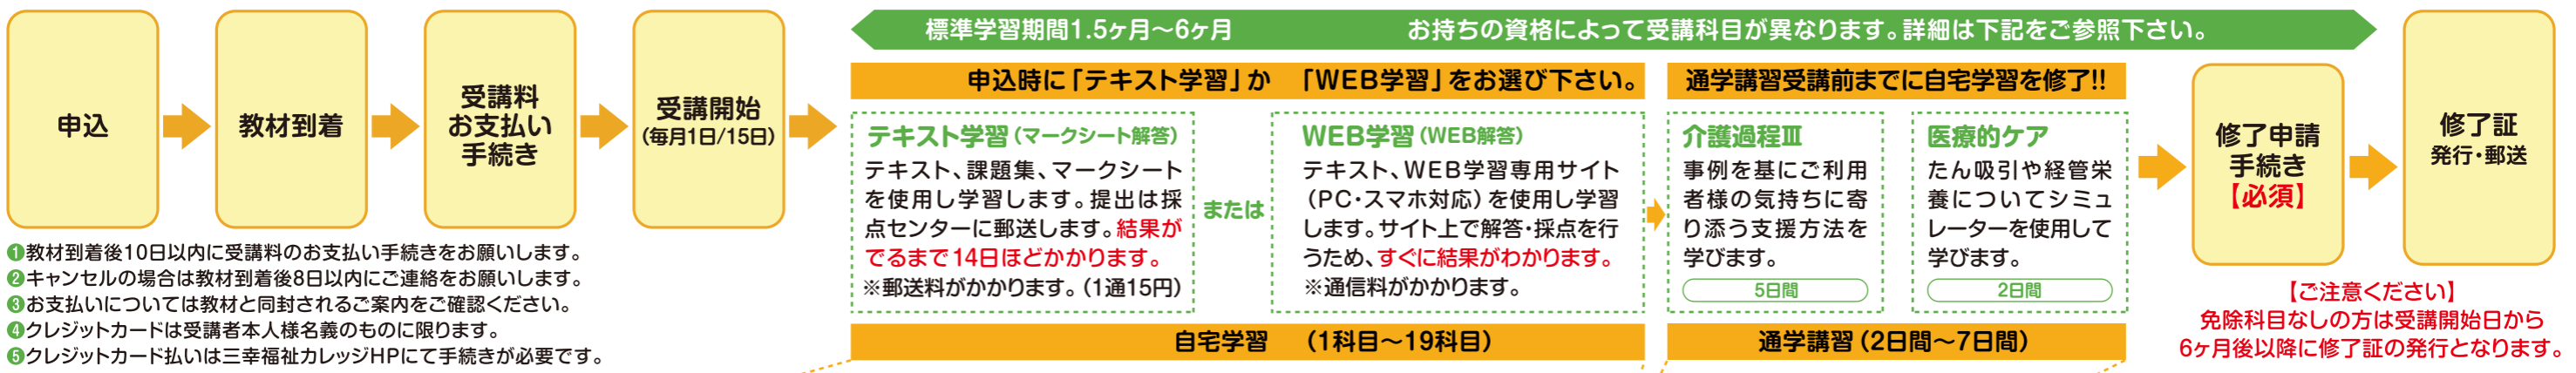 申込
教材到着
受講料
お支払い
手続き
受講開始
(毎月1日/15日)
❶教材到着後10日以内に受講料のお支払い手続きをお願いします。
❷キャンセルの場合は教材到着後8日以内にご連絡をお願いします。
❸お支払いについては教材と同封されるご案内をご確認ください。
❹クレジットカードは受講者本人様名義のものに限ります。
❺クレジットカード払いは三幸福祉カレッジHPにて手続きが必要です。
標準学習期間1.5ヶ月～6ヶ月 お持ちの資格によって受講科目が異なります。詳細は下記をご参照下さい。
申込時に「テキスト学習」か 「WEB学習」をお選び下さい。
テキスト学習(マークシート解答)
テキスト、課題集、マークシート
を使用し学習します。提出は採
点センターに郵送します。結果が
でるまで14日ほどかかります。
※郵送料がかかります。(1通15円)
または
WEB学習(WEB解答)
テキスト、WEB学習専用サイト
(PC・スマホ対応)を使用し学習
します。サイト上で解答・採点を行
うため、すぐに結果がわかります。
※通信料がかかります。
自宅学習 (1科目～19科目)
通学講習受講前までに自宅学習を修了!!
介護過程Ⅲ
事例を基にご利用
者様の気持ちに寄
り添う支援方法を
学びます。
5日間
医療的ケア
たん吸引や経管栄
養についてシミュ
レーターを使用して
学びます。
2日間
通学講習(2日間～7日間)
修了申請
手続き
【必須】
修了証
発行・郵送
【ご注意ください】
免除科目なしの方は受講開始日から
6ヶ月後以降に修了証の発行となります。